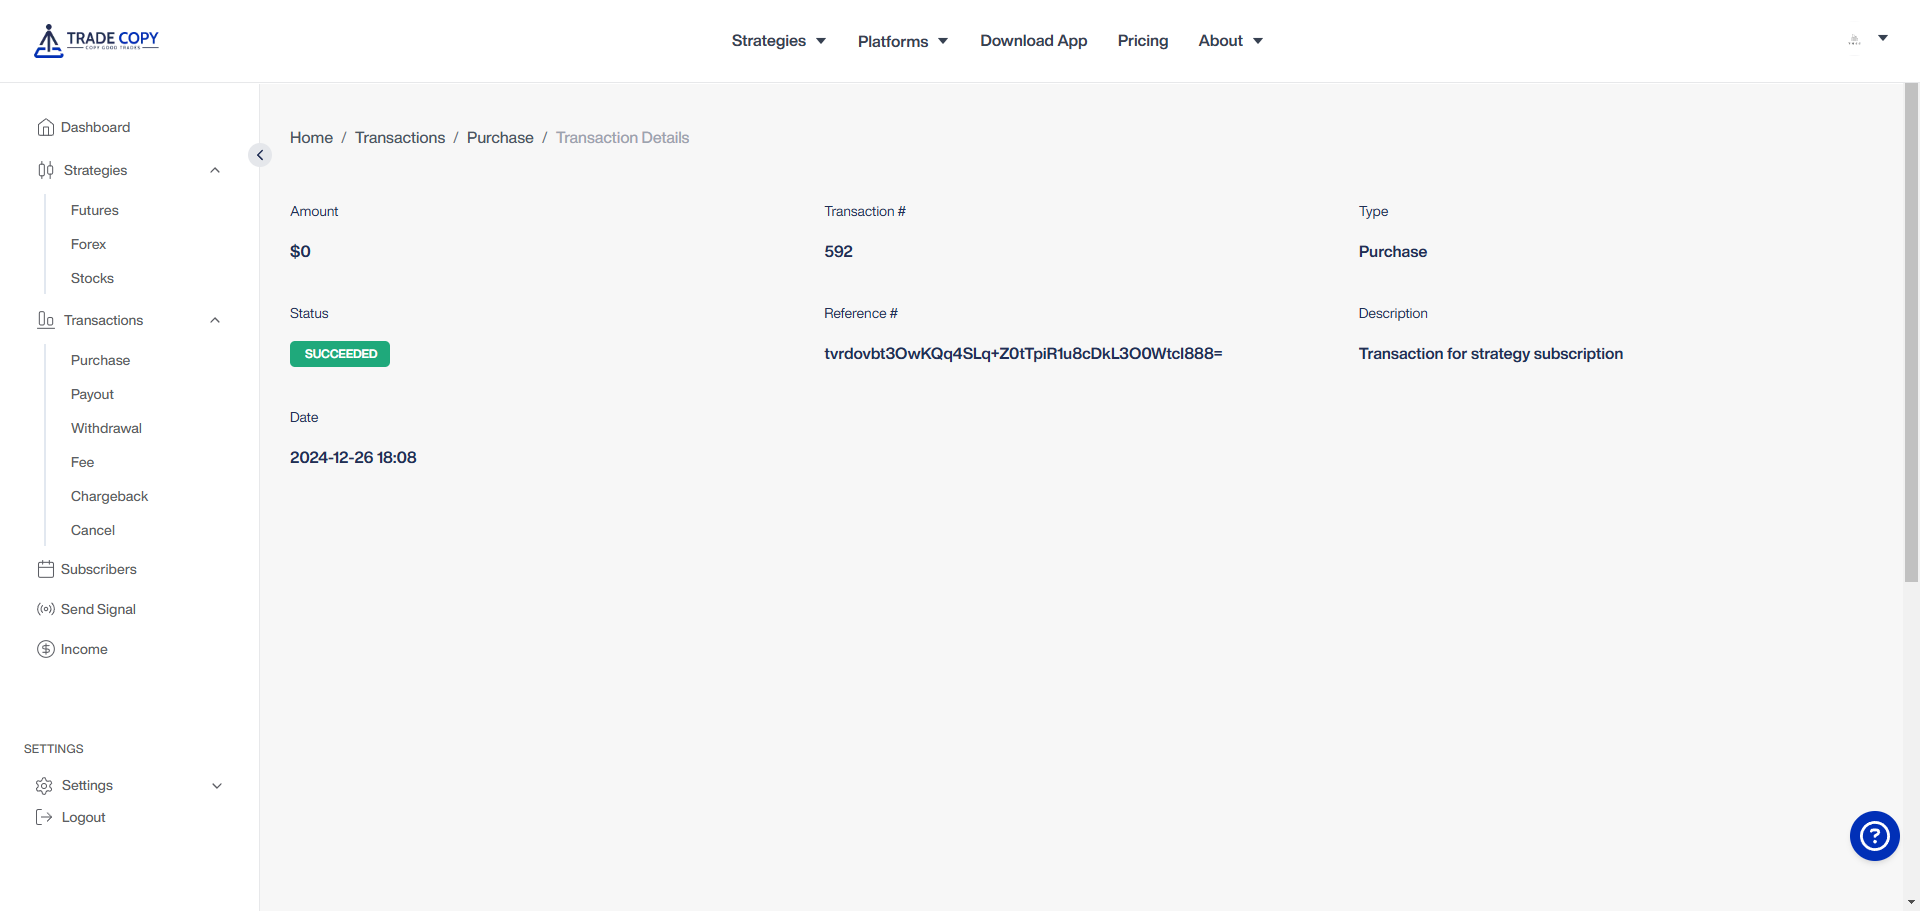 TRADE COPY
COPY GOOD TRADES
Strategies
Platforms
Download App
Pricing
About
Dashboard
Strategies
Futures
Forex
Stocks
Transactions
Purchase
Payout
Withdrawal
Fee
Chargeback
Cancel
Subscribers
Send Signal
Income
SETTINGS
Settings
Logout
Home / Transactions / Purchase / Transaction Details
Amount
$0
Transaction #
592
Type
Purchase
Status
SUCCEEDED
Reference #
tvrdovbt3OwKQq4SLq+Z0tTpiR1u8cDkL3O0WtcI888=
Description
Transaction for strategy subscription
Date
2024-12-26 18:08